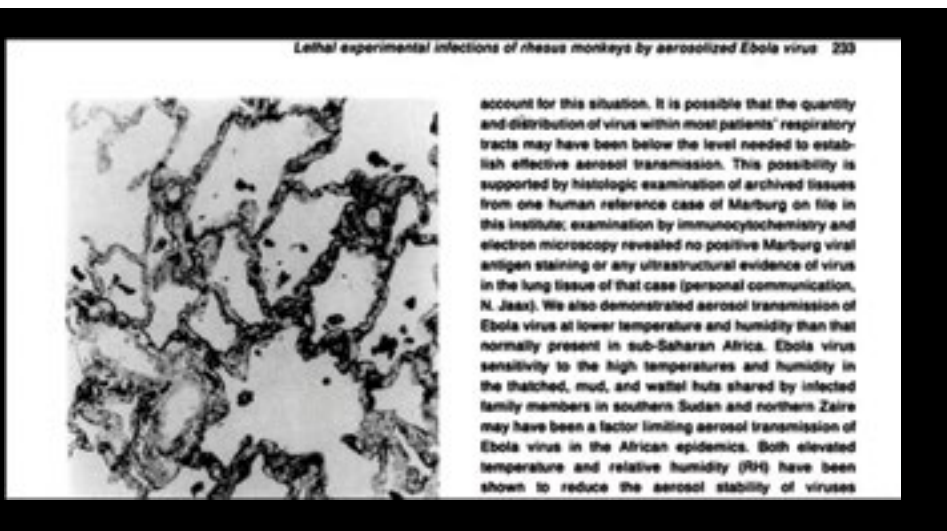 Lethal experimental infections of rhesus monkeys by aerosolized Ebola virus 233
account for this situation. It is possible that the quantity
and distribution of virus within most patients' respiratory
tracts may have been below the level needed to estab-
lish effective aerosol transmission. This possibility is
supported by histologic examination of archived tissues
from one human reference case of Marburg on file in
this institute; examination by immunocytochemistry and
electron microscopy revealed no positive Marburg viral
antigen staining or any ultrastructural evidence of virus
in the lung tissue of that case (personal communication,
N. Jaax). We also demonstrated aerosol transmission of
Ebola virus at lower temperature and humidity than that
normally present in sub-Saharan Africa. Ebola virus
sensitivity to the high temperatures and humidity in
the thatched, mud, and wattel huts shared by infected
family members in southern Sudan and northern Zaire
may have been a factor limiting aerosol transmission of
Ebola virus in the African epidemics. Both elevated
temperature and relative humidity (RH) have been
shown to reduce the aerosol stability of viruses